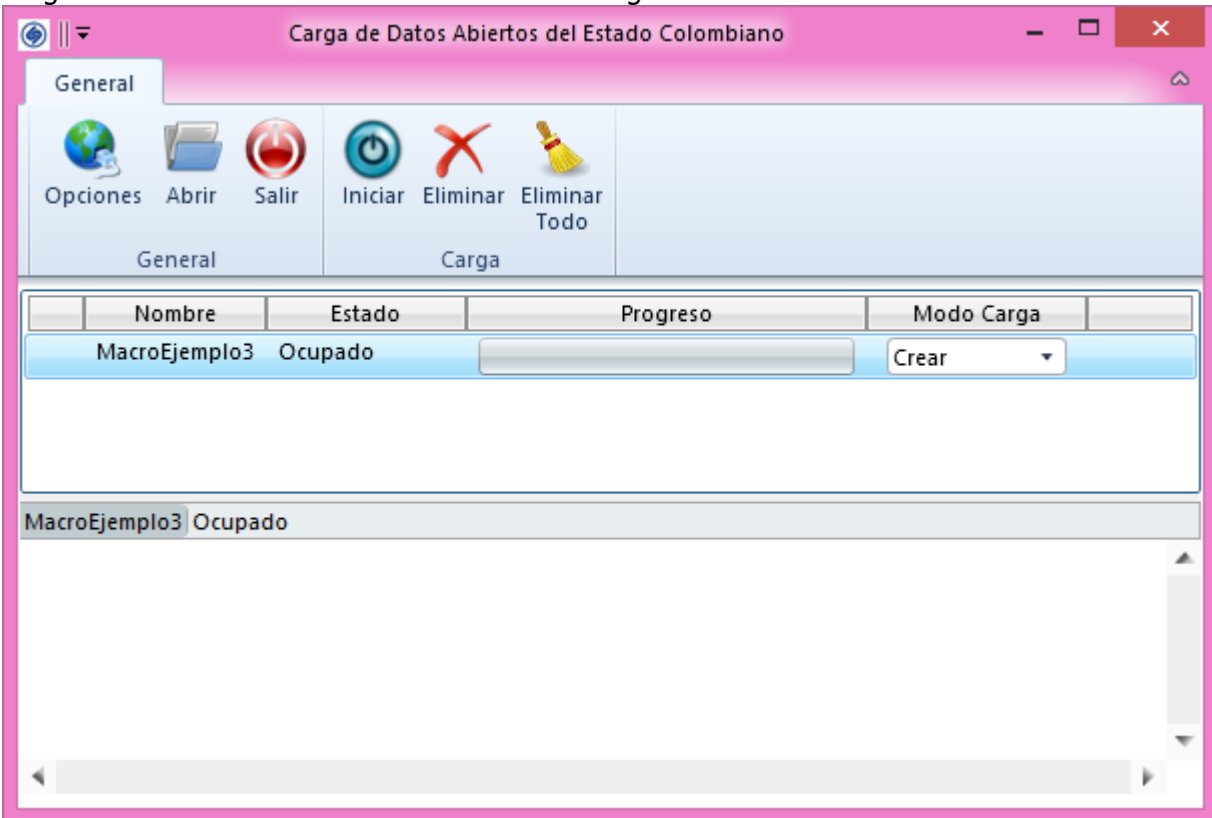 Carga de Datos Abiertos del Estado Colombiano
General
Opciones Abrir Salir Iniciar Eliminar Eliminar Todo
General Carga
Nombre Estado Progreso Modo Carga
MacroEjemplo3 Ocupado Crear
MacroEjemplo3 Ocupado